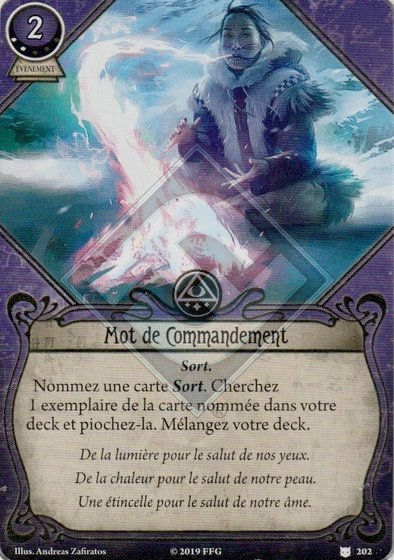 2
ÉVÉNEMENT
Mot de Commandement
Sort.
Nommez une carte Sort. Cherchez
1 exemplaire de la carte nommée dans votre
deck et piochez-la. Mélangez votre deck.
De la lumière pour le salut de nos yeux.
De la chaleur pour le salut de notre peau.
Une étincelle pour le salut de notre âme.
Illus. Andreas Zafiratos
© 2019 FFG
202